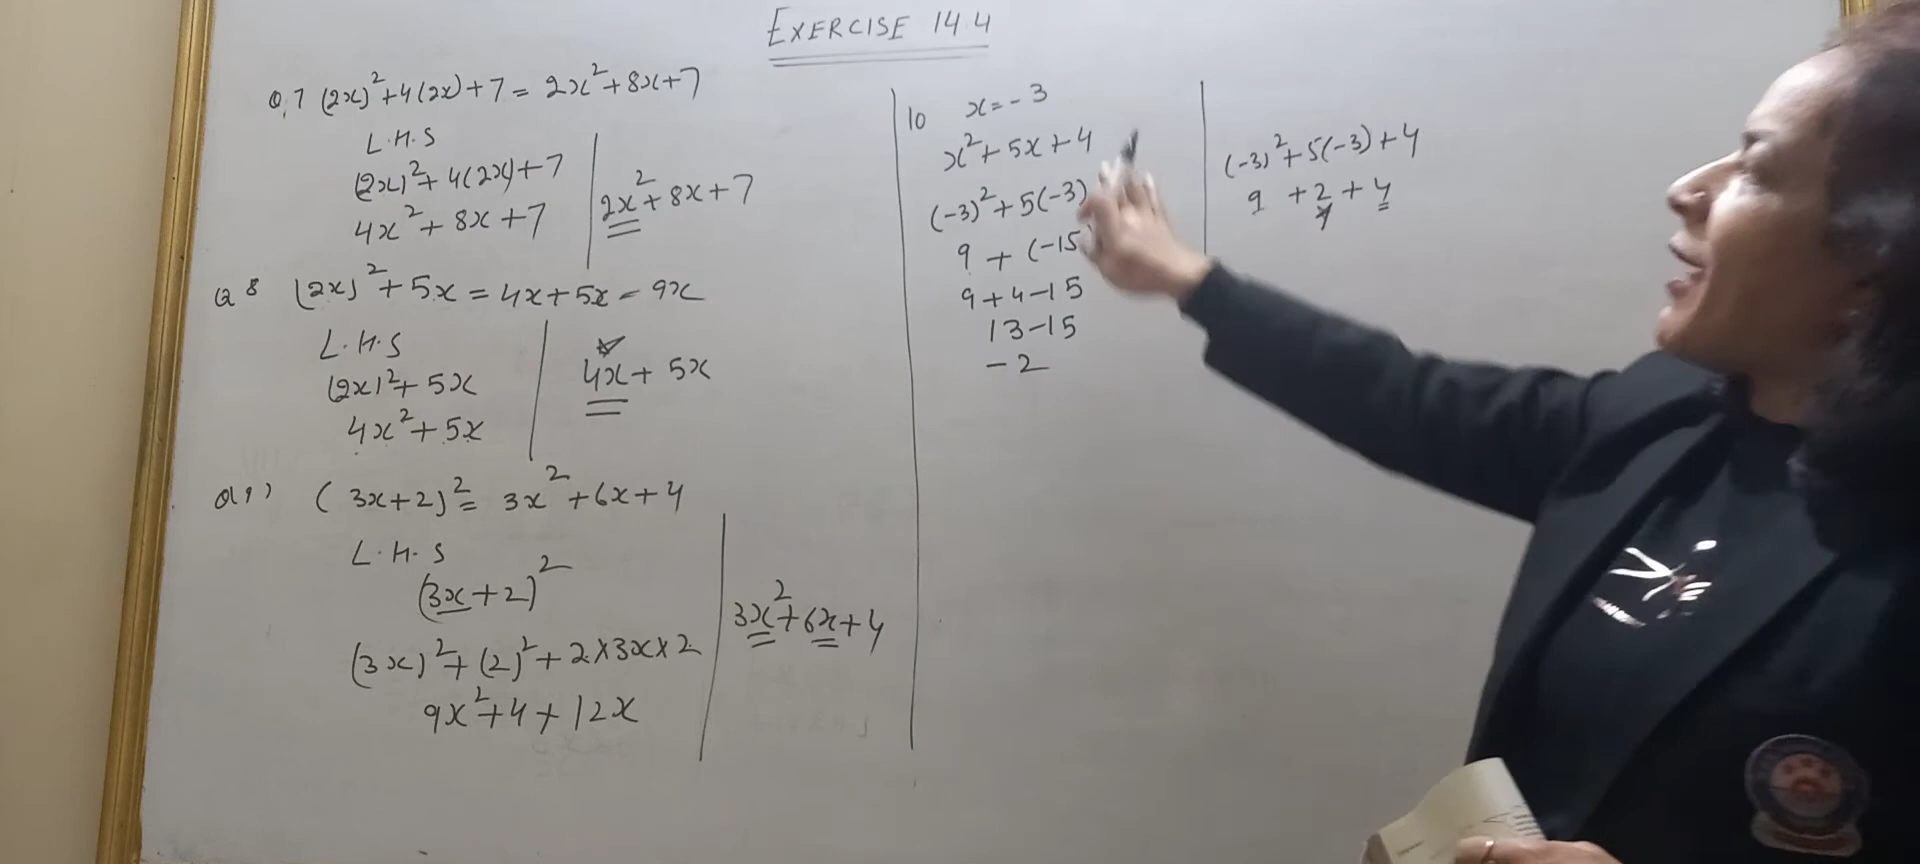 EXERCISE 14.4
Q.7 (2x)²+4(2x)+7 = 2x²+8x+7
L.H.S
(2x)²+4(2x)+7
4x²+8x+7
2x²+8x+7
Q 8 (2x)²+5x = 4x+5x = 9x
L.H.S
(2x)²+5x
4x²+5x
4x+5x
Q9) (3x+2)² = 3x²+6x+4
L.H.S
(3x+2)²
(3x)²+(2)²+2×3x×2
9x²+4+12x
3x²+6x+4
10 x=-3
x²+5x+4
(-3)²+5(-3)
9+(-15)
9+4-15
13-15
-2
(-3)²+5(-3)+4
9+2+4